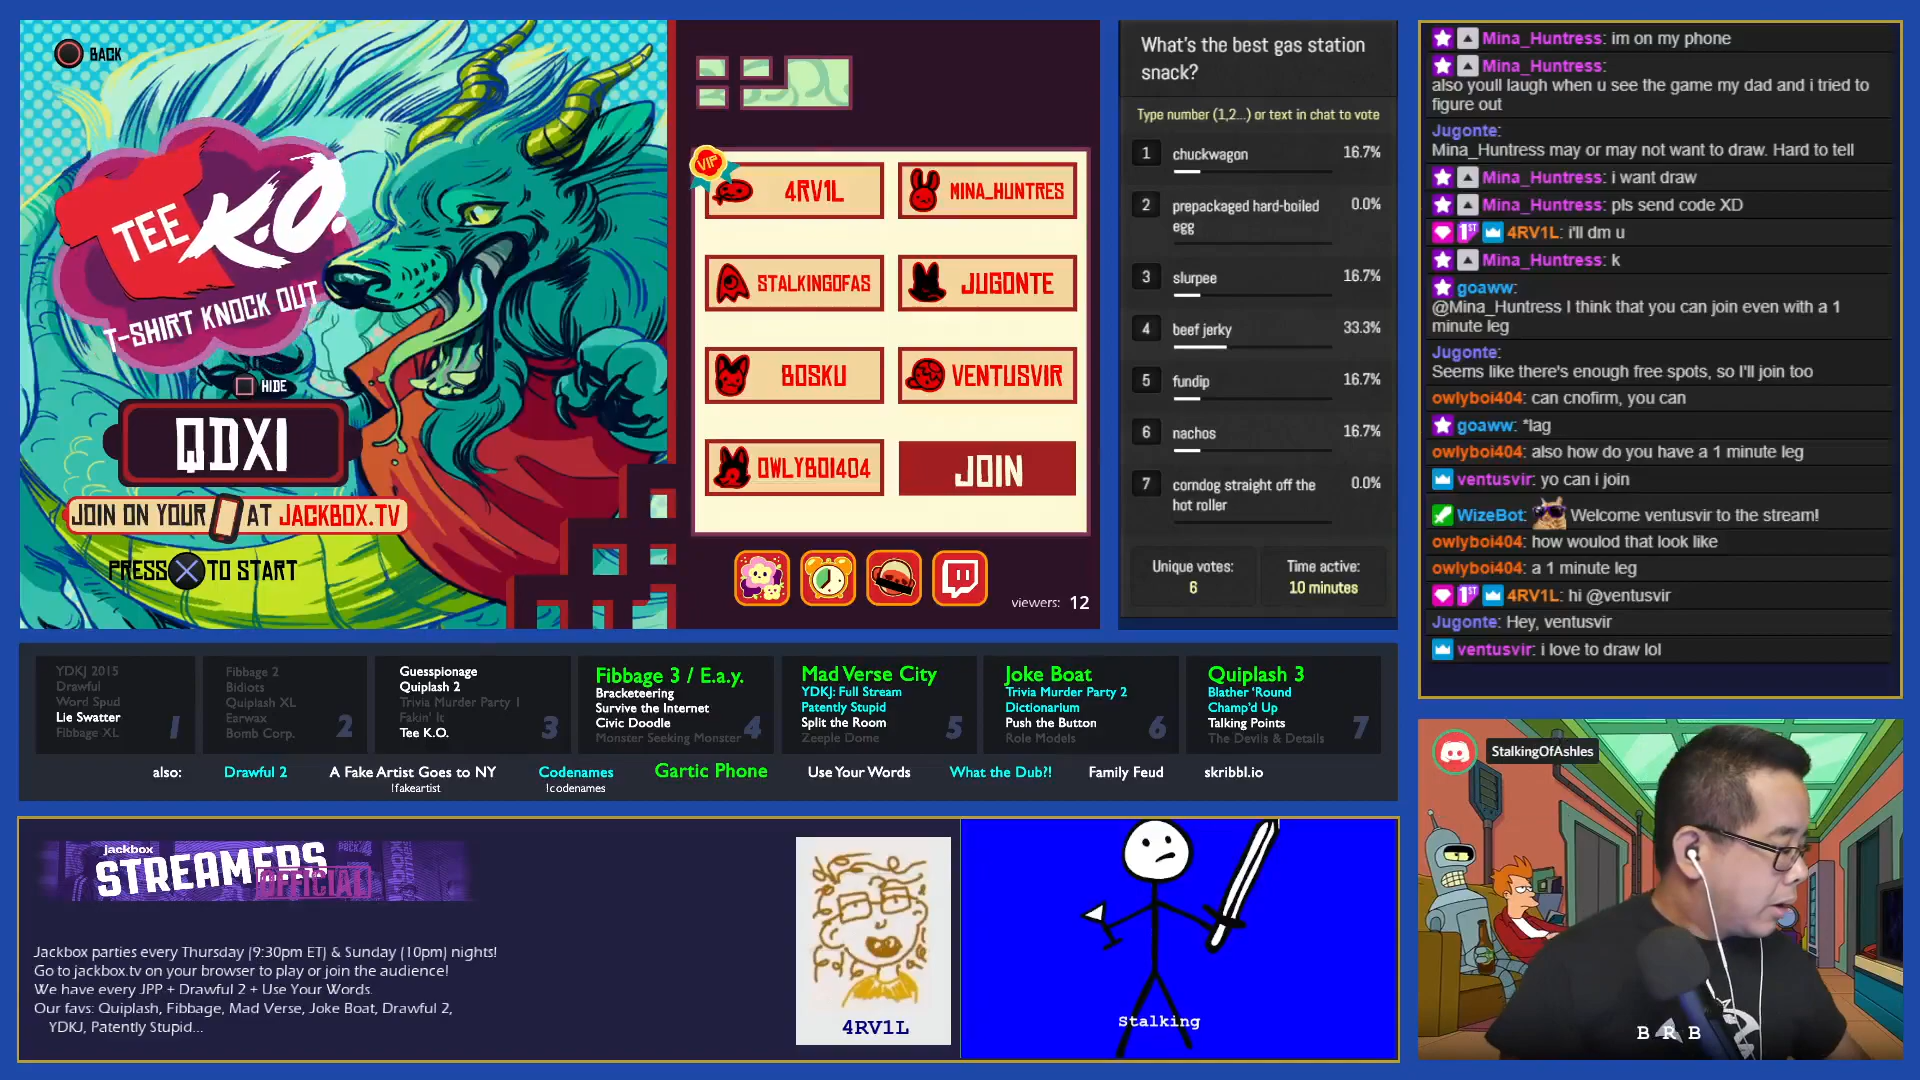 BACK
TEE K.O.
T-SHIRT KNOCK OUT
HIDE
QDXI
JOIN ON YOUR AT JACKBOX.TV
PRESS TO START
VIP
4RV1L
MINA_HUNTRES
STALKINGOFAS
JUGONTE
BOSKU
VENTUSVIR
OWLYBOI404
JOIN
viewers: 12
What's the best gas station
snack?
Type number (1,2...) or text in chat to vote
1 chuckwagon 16.7%
2 prepackaged hard-boiled 0.0%
egg
3 slurpee 16.7%
4 beef jerky 33.3%
5 fundip 16.7%
6 nachos 16.7%
7 corndog straight off the 0.0%
hot roller
Unique votes:
6
Time active:
10 minutes
Mina_Huntress: im on my phone
Mina_Huntress:
also youll laugh when u see the game my dad and i tried to
figure out
Jugonte:
Mina_Huntress may or may not want to draw. Hard to tell
Mina_Huntress: i want draw
Mina_Huntress: pls send code XD
1ST 4RV1L: i'll dm u
Mina_Huntress: k
goaww:
@Mina_Huntress I think that you can join even with a 1
minute leg
Jugonte:
Seems like there's enough free spots, so I'll join too
owlyboi404: can cnofirm, you can
goaww: *lag
owlyboi404: also how do you have a 1 minute leg
ventusvir: yo can i join
WizeBot: Welcome ventusvir to the stream!
owlyboi404: how woulod that look like
owlyboi404: a 1 minute leg
1ST 4RV1L: hi @ventusvir
Jugonte: Hey, ventusvir
ventusvir: i love to draw lol
YDKJ 2015
Drawful
Word Spud
Lie Swatter
Fibbage XL
1
Fibbage 2
Bidiots
Quiplash XL
Earwax
Bomb Corp.
2
Guesspionage
Quiplash 2
Trivia Murder Party 1
Fakin' It
Tee K.O.
3
Fibbage 3 / E.a.y.
Bracketeering
Survive the Internet
Civic Doodle
Monster Seeking Monster
4
Mad Verse City
YDKJ: Full Stream
Patently Stupid
Split the Room
Zeeple Dome
5
Joke Boat
Trivia Murder Party 2
Dictionarium
Push the Button
Role Models
6
Quiplash 3
Blather 'Round
Champ'd Up
Talking Points
The Devils & Details
7
also: Drawful 2 A Fake Artist Goes to NY Codenames Gartic Phone Use Your Words What the Dub?! Family Feud skribbl.io
!fakeartist !codenames
jackbox
STREAMERS
OFFICIAL
Jackbox parties every Thursday (9:30pm ET) & Sunday (10pm) nights!
Go to jackbox.tv on your browser to play or join the audience!
We have every JPP + Drawful 2 + Use Your Words.
Our favs: Quiplash, Fibbage, Mad Verse, Joke Boat, Drawful 2,
YDKJ, Patently Stupid...
4RV1L
Stalking
StalkingOfAshles
B R B